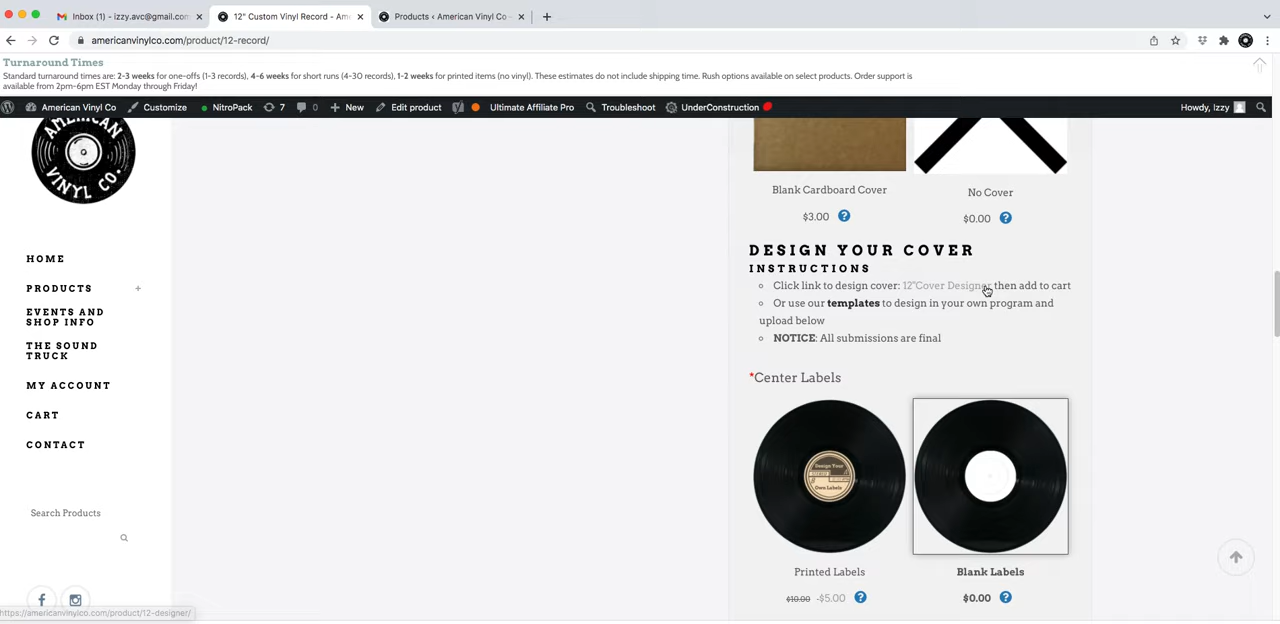 Inbox (1) - izzy.avc@gmail.com
12" Custom Vinyl Record - Am
Products ‹ American Vinyl Co —
americanvinylco.com/product/12-record/
Turnaround Times
Standard turnaround times are: 2-3 weeks for one-offs (1-3 records), 4-6 weeks for short runs (4-30 records), 1-2 weeks for printed items (no vinyl). These estimates do not include shipping time. Rush options available on select products. Order support is
available from 2pm-6pm EST Monday through Friday!
American Vinyl Co Customize NitroPack 7 0 New Edit product Ultimate Affiliate Pro Troubleshoot UnderConstruction Howdy, Izzy
AMERICAN
VINYL CO.
HOME
PRODUCTS +
EVENTS AND
SHOP INFO
THE SOUND
TRUCK
MY ACCOUNT
CART
CONTACT
Search Products
Blank Cardboard Cover
$3.00 ?
No Cover
$0.00 ?
DESIGN YOUR COVER
INSTRUCTIONS
Click link to design cover: 12"Cover Designer then add to cart
Or use our templates to design in your own program and
upload below
NOTICE: All submissions are final
*Center Labels
Design Your
Own Labels
Printed Labels
$10.00 -$5.00 ?
Blank Labels
$0.00 ?
https://americanvinylco.com/product/12-designer/